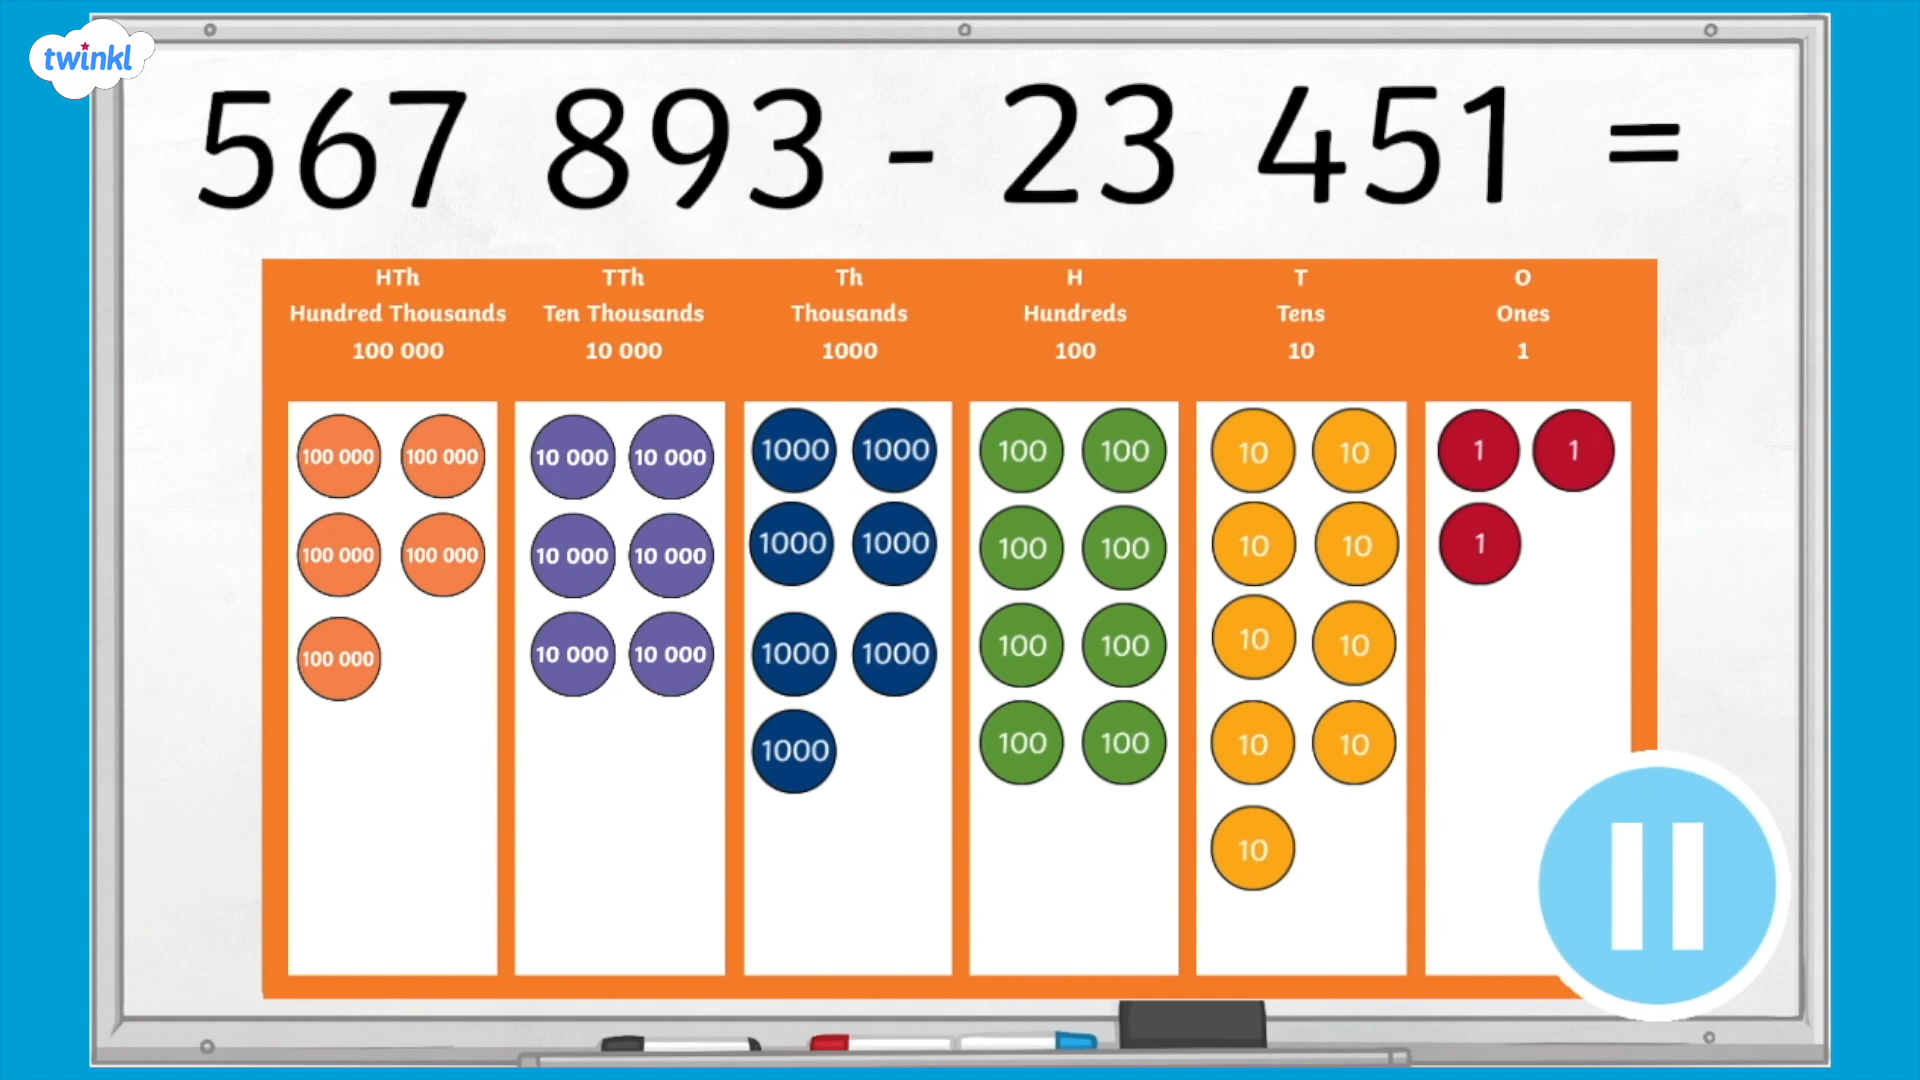 twinkl
567 893 - 23 451 =
HTh TTh Th H T O
Hundred Thousands Ten Thousands Thousands Hundreds Tens Ones
100 000 10 000 1000 100 10 1
100 000 100 000 10 000 10 000 1000 1000 100 100 10 10 1 1
100 000 100 000 10 000 10 000 1000 1000 100 100 10 10 1
100 000 10 000 10 000 1000 1000 100 100 10 10
1000 100 100 10 10
10